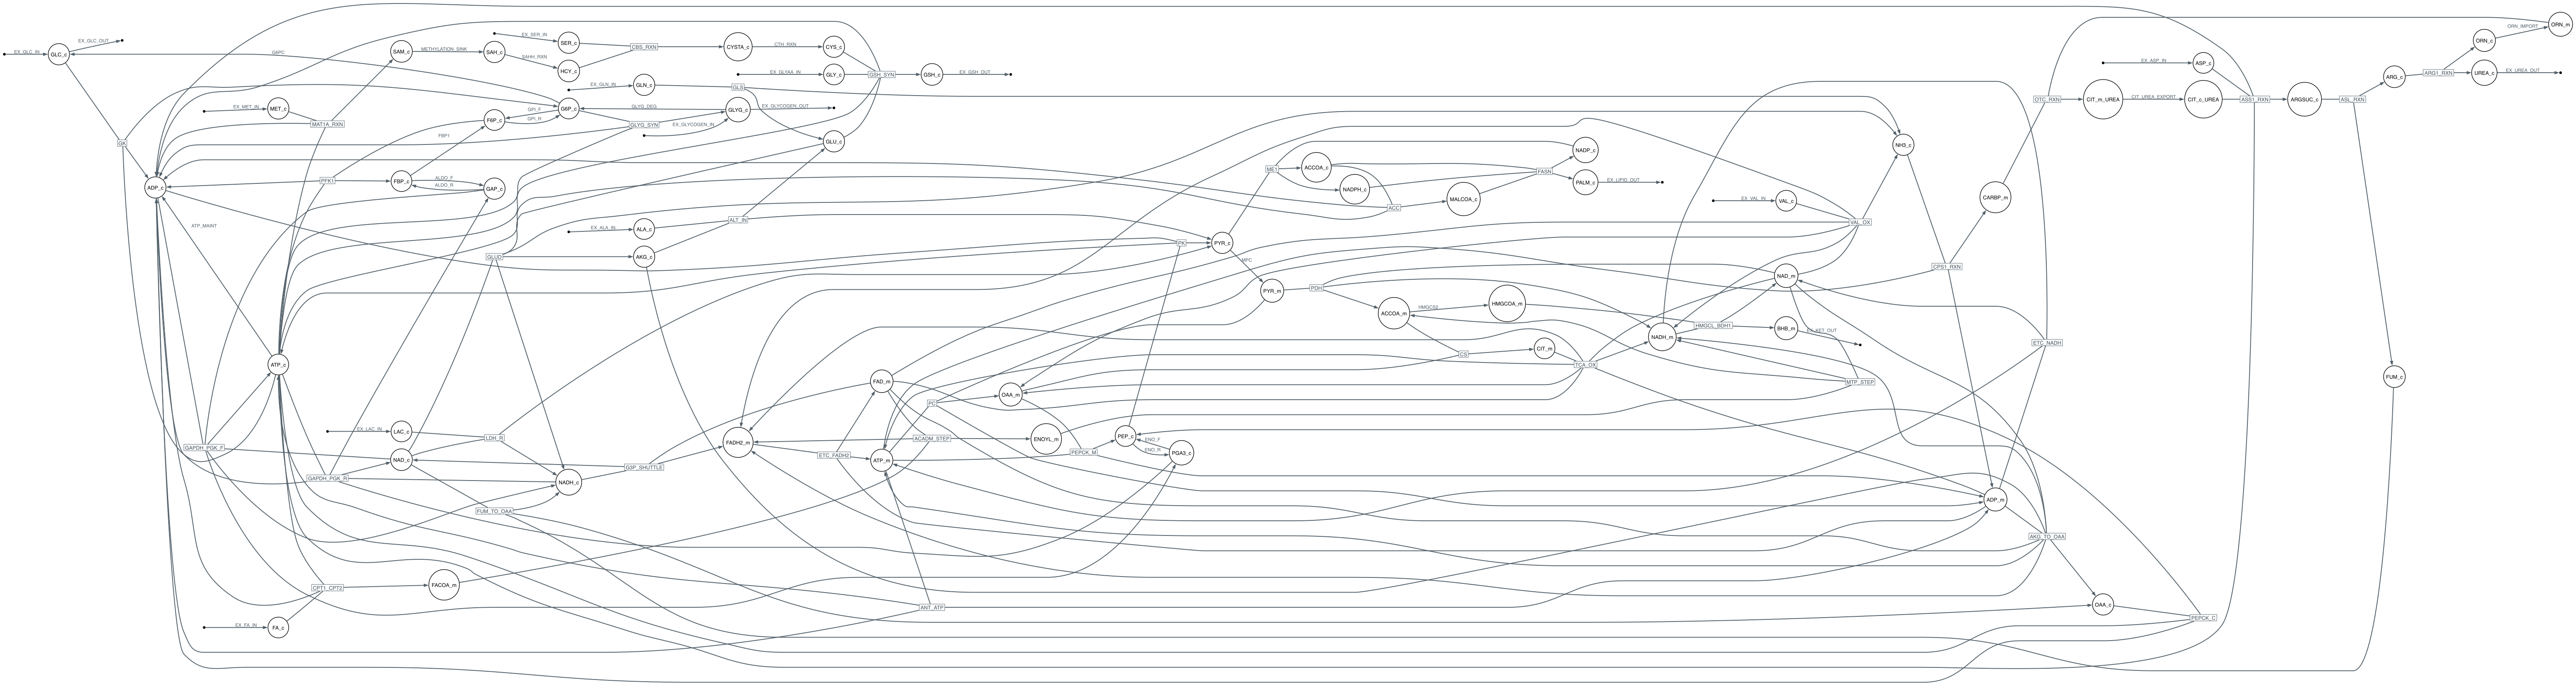 EX_GLC_IN
GLC_c
EX_GLC_OUT
G6PC
GK
ADP_c
ATP_MAINT
GAPDH_PGK_F
EX_MET_IN
MET_c
MAT1A_RXN
PFK1
ATP_c
GAPDH_PGK_R
EX_LAC_IN
LAC_c
NAD_c
CPT1_CPT2
EX_FA_IN
FA_c
FACOA_m
SAM_c
METHYLATION_SINK
SAH_c
SAHH_RXN
EX_SER_IN
SER_c
HCY_c
CBS_RXN
CYSTA_c
CTH_RXN
CYS_c
EX_GLYAA_IN
GLY_c
GSH_SYN
GSH_c
EX_GSH_OUT
EX_GLN_IN
GLN_c
GLS
F6P_c
GPI_F
GPI_R
G6P_c
GLYG_DEG
GLYG_SYN
GLYG_c
EX_GLYCOGEN_OUT
EX_GLYCOGEN_IN
FBP1
GLU_c
FBP_c
ALDO_F
ALDO_R
GAP_c
EX_ALA_BL
ALA_c
ALT_IN
GLUD
AKG_c
LDH_R
G3P_SHUTTLE
NADH_c
FUM_TO_OAA
FADH2_m
ETC_FADH2
FAD_m
ATP_m
PC
ACADM_STEP
ANT_ATP
OAA_m
ENOYL_m
PEPCK_M
PEP_c
ENO_F
ENO_R
PGA3_c
PK
PYR_c
MPC
PYR_m
PDH
ME1
ACCOA_c
NADPH_c
ACC
MALCOA_c
FASN
NADP_c
PALM_c
EX_LIPID_OUT
ACCOA_m
HMGCS2
HMGCOA_m
CS
CIT_m
TCA_OX
NADH_m
HMGCL_BDH1
EX_VAL_IN
VAL_c
VAL_OX
NAD_m
BHB_m
EX_KET_OUT
MTP_STEP
NH3_c
CPS1_RXN
CARBP_m
ADP_m
ETC_NADH
AKG_TO_OAA
OAA_c
PEPCK_C
OTC_RXN
CIT_m_UREA
CIT_UREA_EXPORT
CIT_c_UREA
EX_ASP_IN
ASP_c
ASS1_RXN
ARGSUC_c
ASL_RXN
ARG_c
ARG1_RXN
ORN_c
ORN_IMPORT
ORN_m
UREA_c
EX_UREA_OUT
FUM_c